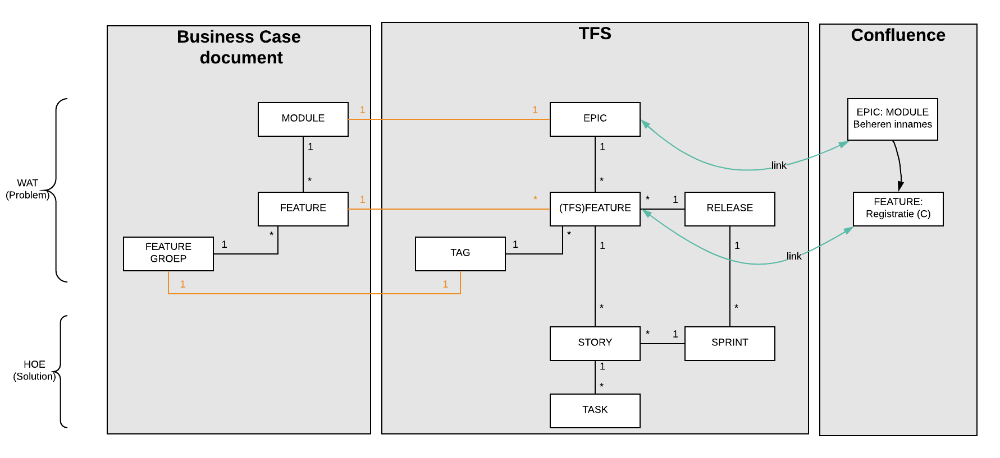 Business Case
document
TFS
Confluence
WAT
(Problem)
HOE
(Solution)
MODULE
1
1
EPIC
EPIC: MODULE
Beheren innames
1
*
1
*
link
FEATURE
1
*
(TFS)FEATURE
*
1
RELEASE
FEATURE:
Registratie (C)
FEATURE
GROEP
1
*
TAG
1
*
1
1
link
1
1
*
*
STORY
*
1
SPRINT
1
*
TASK